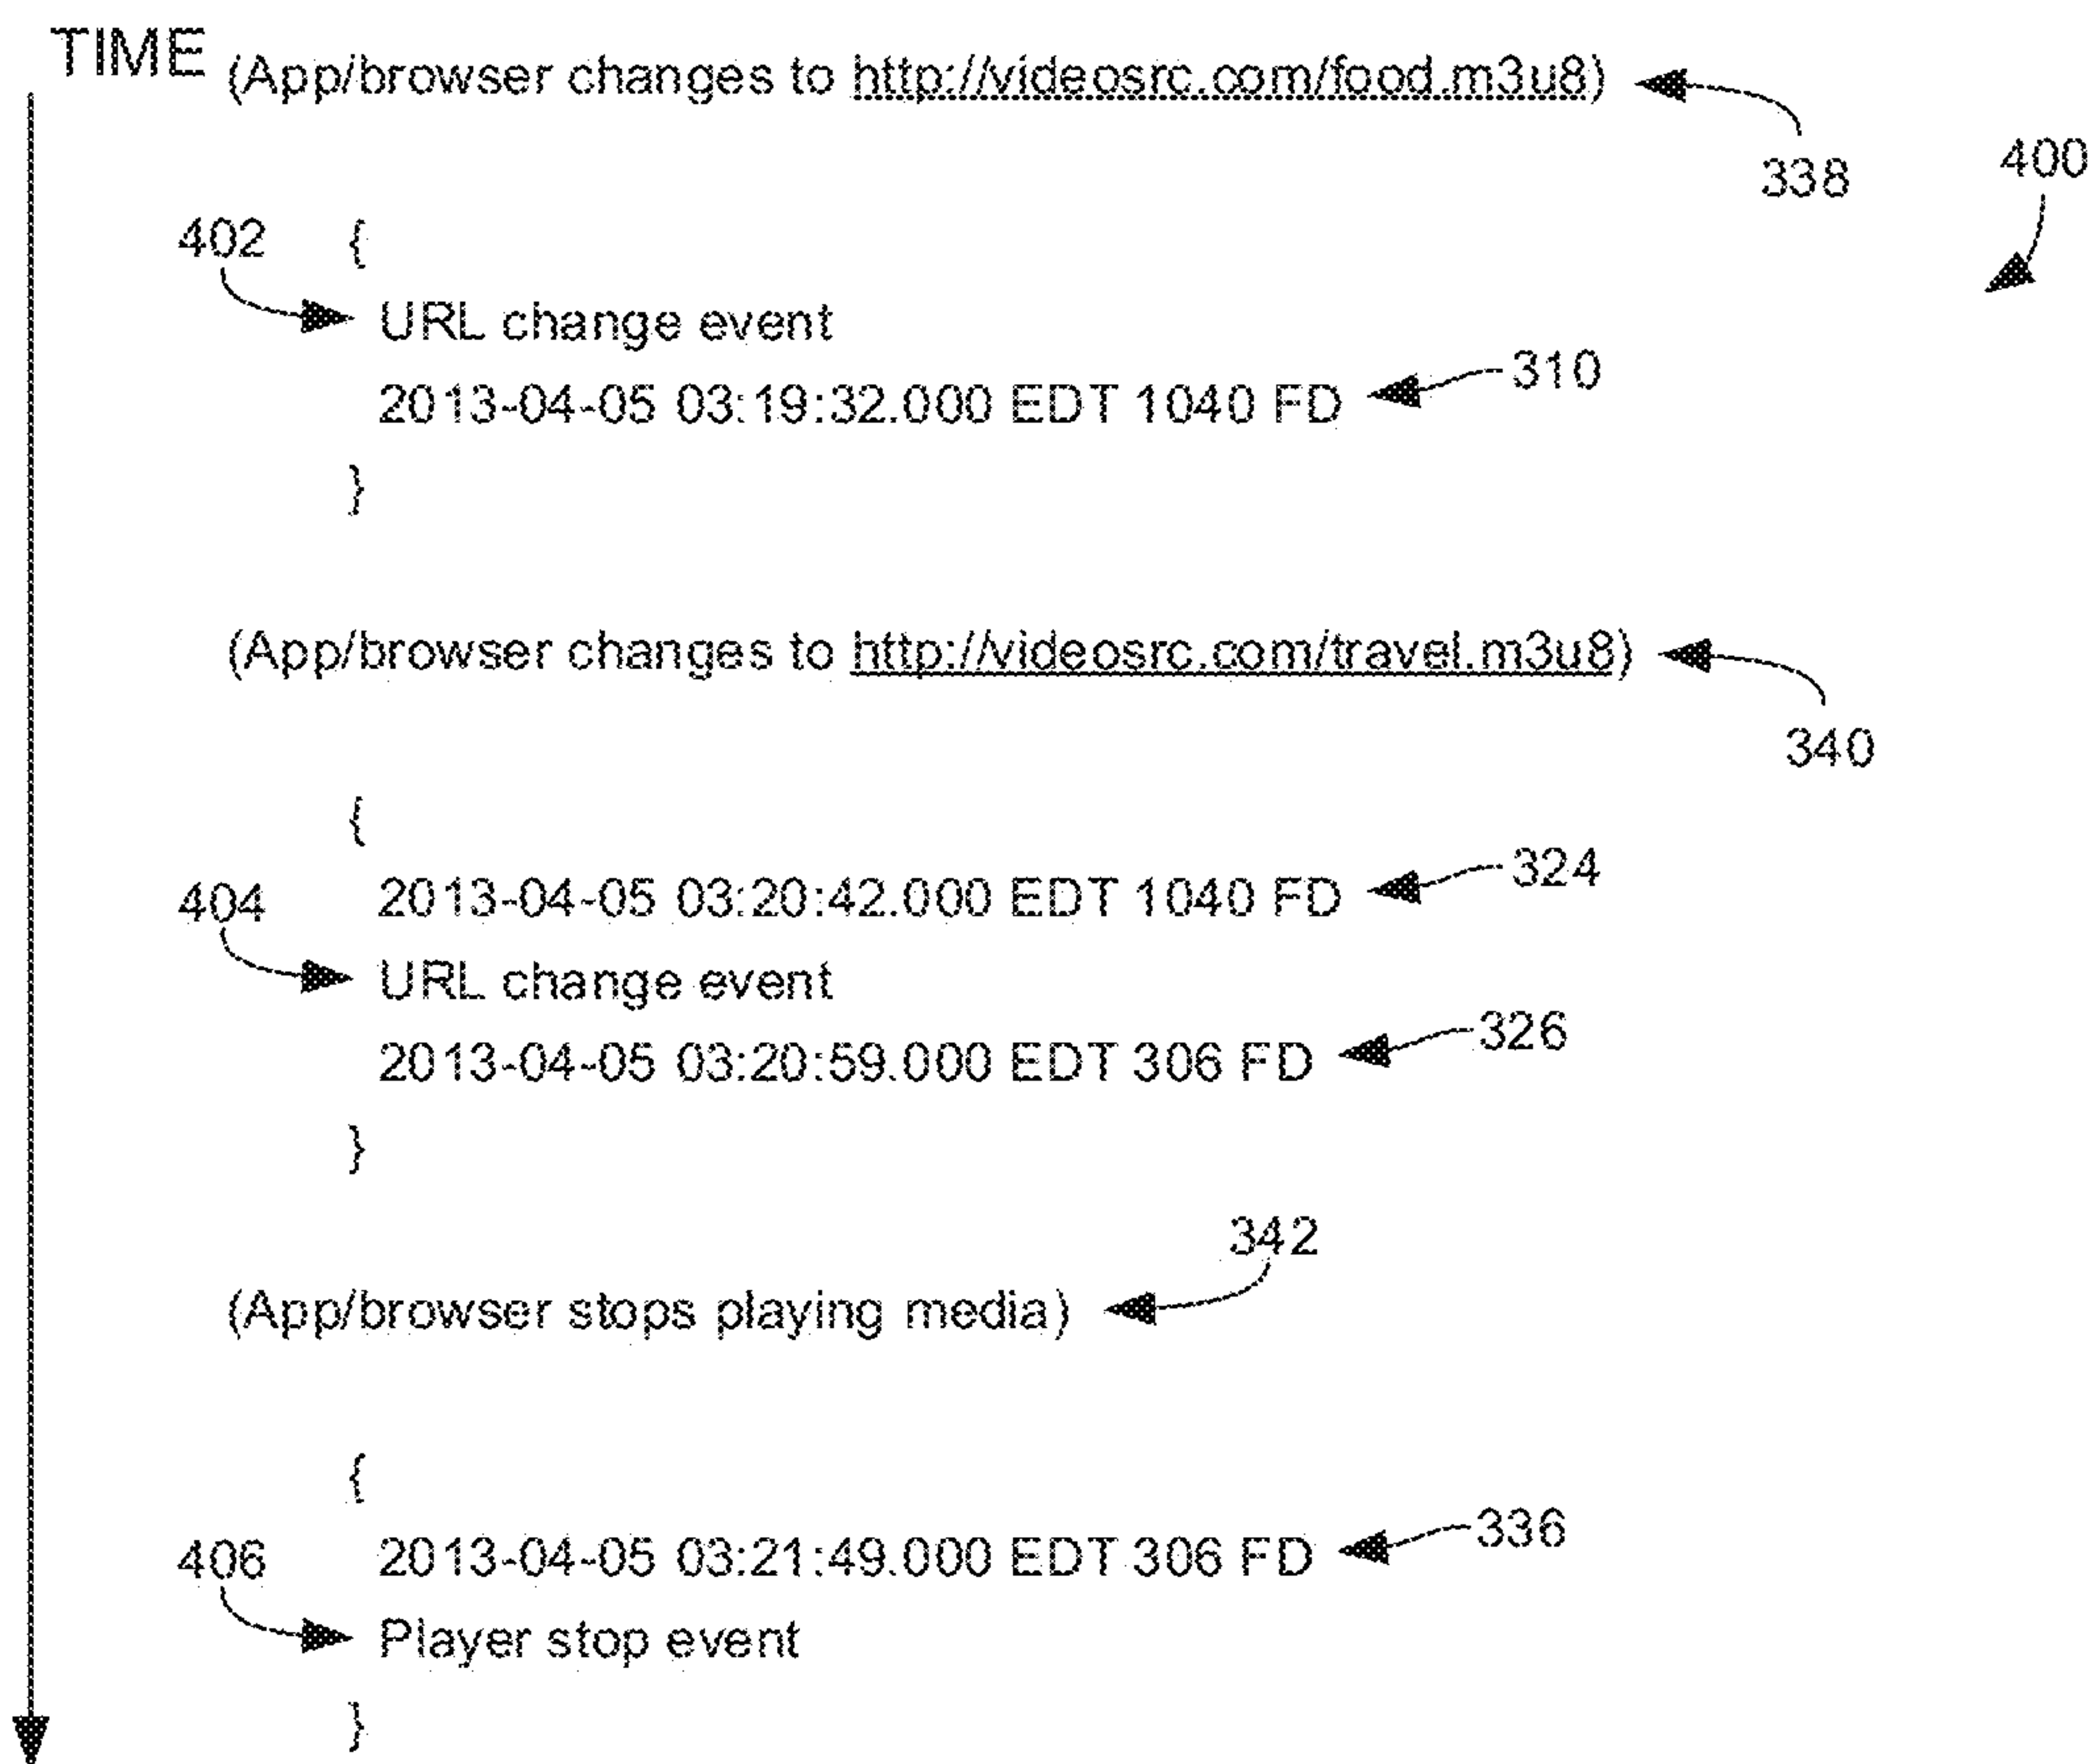 TIME
(App/browser changes to http://videosrc.com/food.m3u8)
338
400
402
{
URL change event
310
2013-04-05 03:19:32.000 EDT 1040 FD
}
(App/browser changes to http://videosrc.com/travel.m3u8)
340
{
324
404
2013-04-05 03:20:42.000 EDT 1040 FD
URL change event
326
2013-04-05 03:20:59.000 EDT 306 FD
}
342
(App/browser stops playing media)
{
336
406
2013-04-05 03:21:49.000 EDT 306 FD
Player stop event
}